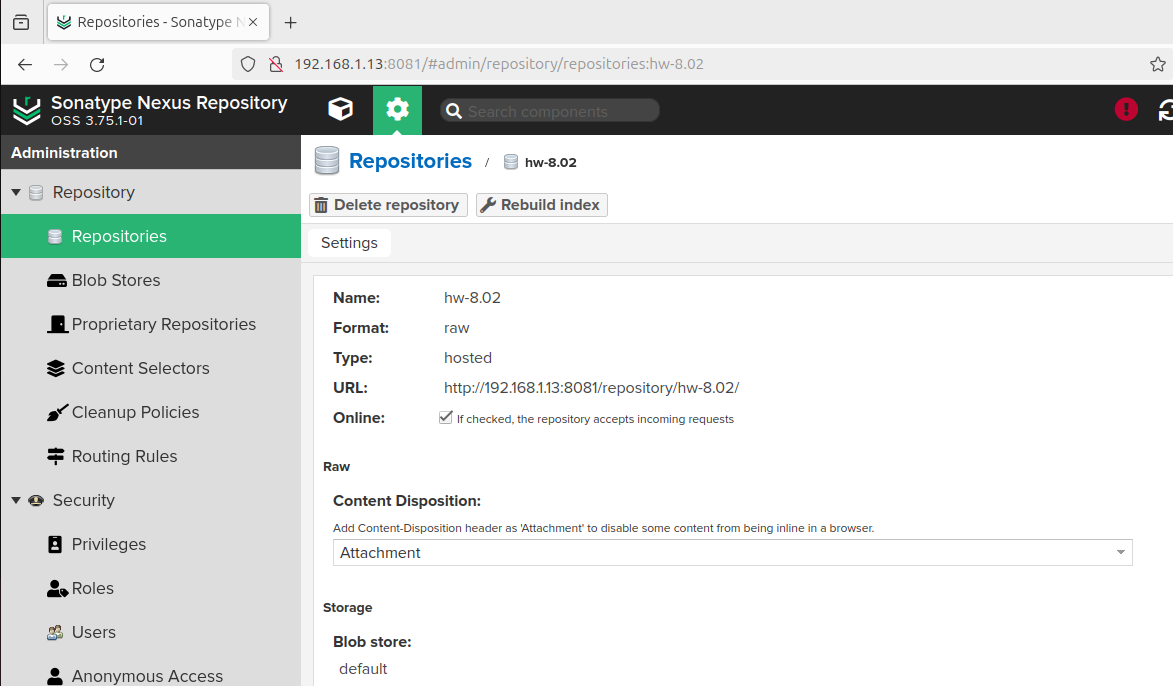 Repositories - Sonatype N
192.168.1.13:8081/#admin/repository/repositories:hw-8.02
Sonatype Nexus Repository
OSS 3.75.1-01
Search components
Administration
Repository
Repositories
Blob Stores
Proprietary Repositories
Content Selectors
Cleanup Policies
Routing Rules
Security
Privileges
Roles
Users
Anonymous Access
Repositories / hw-8.02
Delete repository
Rebuild index
Settings
Name: hw-8.02
Format: raw
Type: hosted
URL: http://192.168.1.13:8081/repository/hw-8.02/
Online: If checked, the repository accepts incoming requests
Raw
Content Disposition:
Add Content-Disposition header as 'Attachment' to disable some content from being inline in a browser.
Attachment
Storage
Blob store:
default